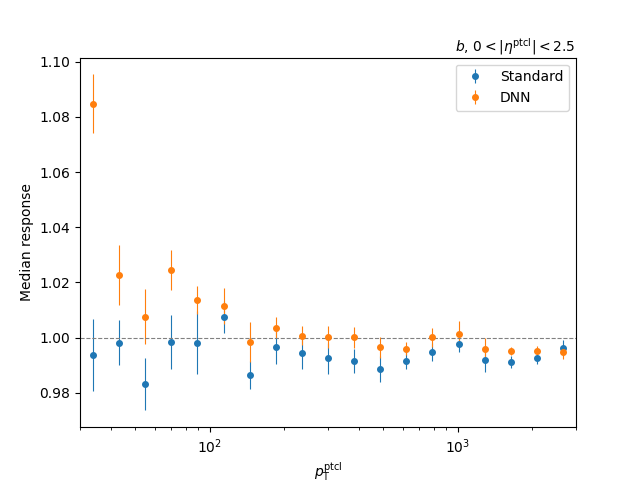 b, 0 < |η^ptcl| < 2.5
1.10
1.08
1.06
1.04
1.02
1.00
0.98
Median response
Standard
DNN
10^2
10^3
p_T^ptcl